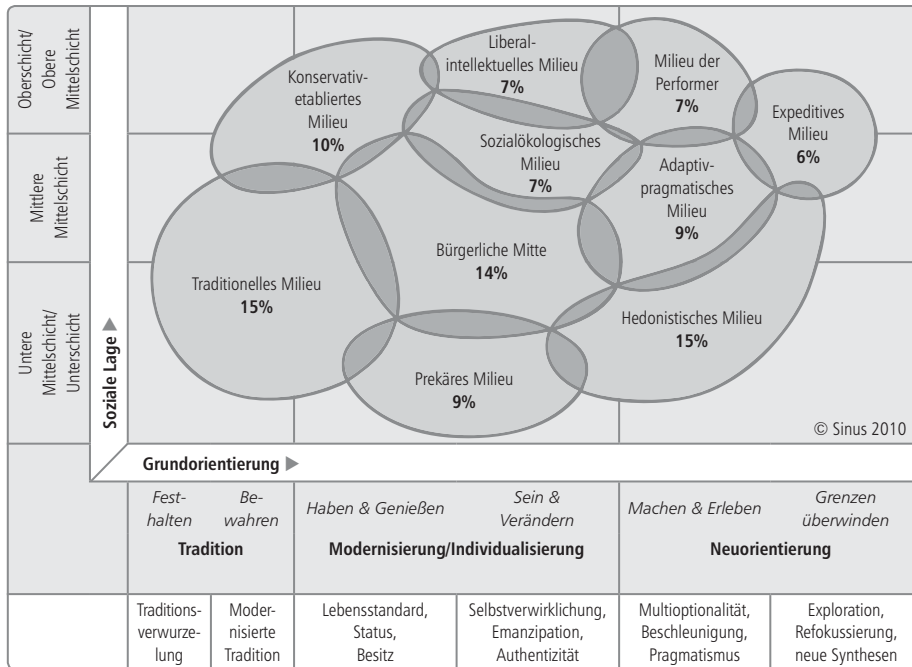 Oberschicht/
Obere
Mittelschicht
Mittlere
Mittelschicht
Untere
Mittelschicht/
Unterschicht
Soziale Lage ▶
Konservativ-
etabliertes
Milieu
10%
Liberal-
intellektuelles Milieu
7%
Milieu der
Performer
7%
Expeditives
Milieu
6%
Sozialökologisches
Milieu
7%
Adaptiv-
pragmatisches
Milieu
9%
Traditionelles Milieu
15%
Bürgerliche Mitte
14%
Hedonistisches Milieu
15%
Prekäres Milieu
9%
© Sinus 2010
Grundorientierung ▶
Fest-
halten
Be-
wahren
Tradition
Haben & Genießen
Sein &
Verändern
Modernisierung/Individualisierung
Machen & Erleben
Grenzen
überwinden
Neuorientierung
Traditions-
verwurze-
lung
Moder-
nisierte
Tradition
Lebensstandard,
Status,
Besitz
Selbstverwirklichung,
Emanzipation,
Authentizität
Multioptionalität,
Beschleunigung,
Pragmatismus
Exploration,
Refokussierung,
neue Synthesen